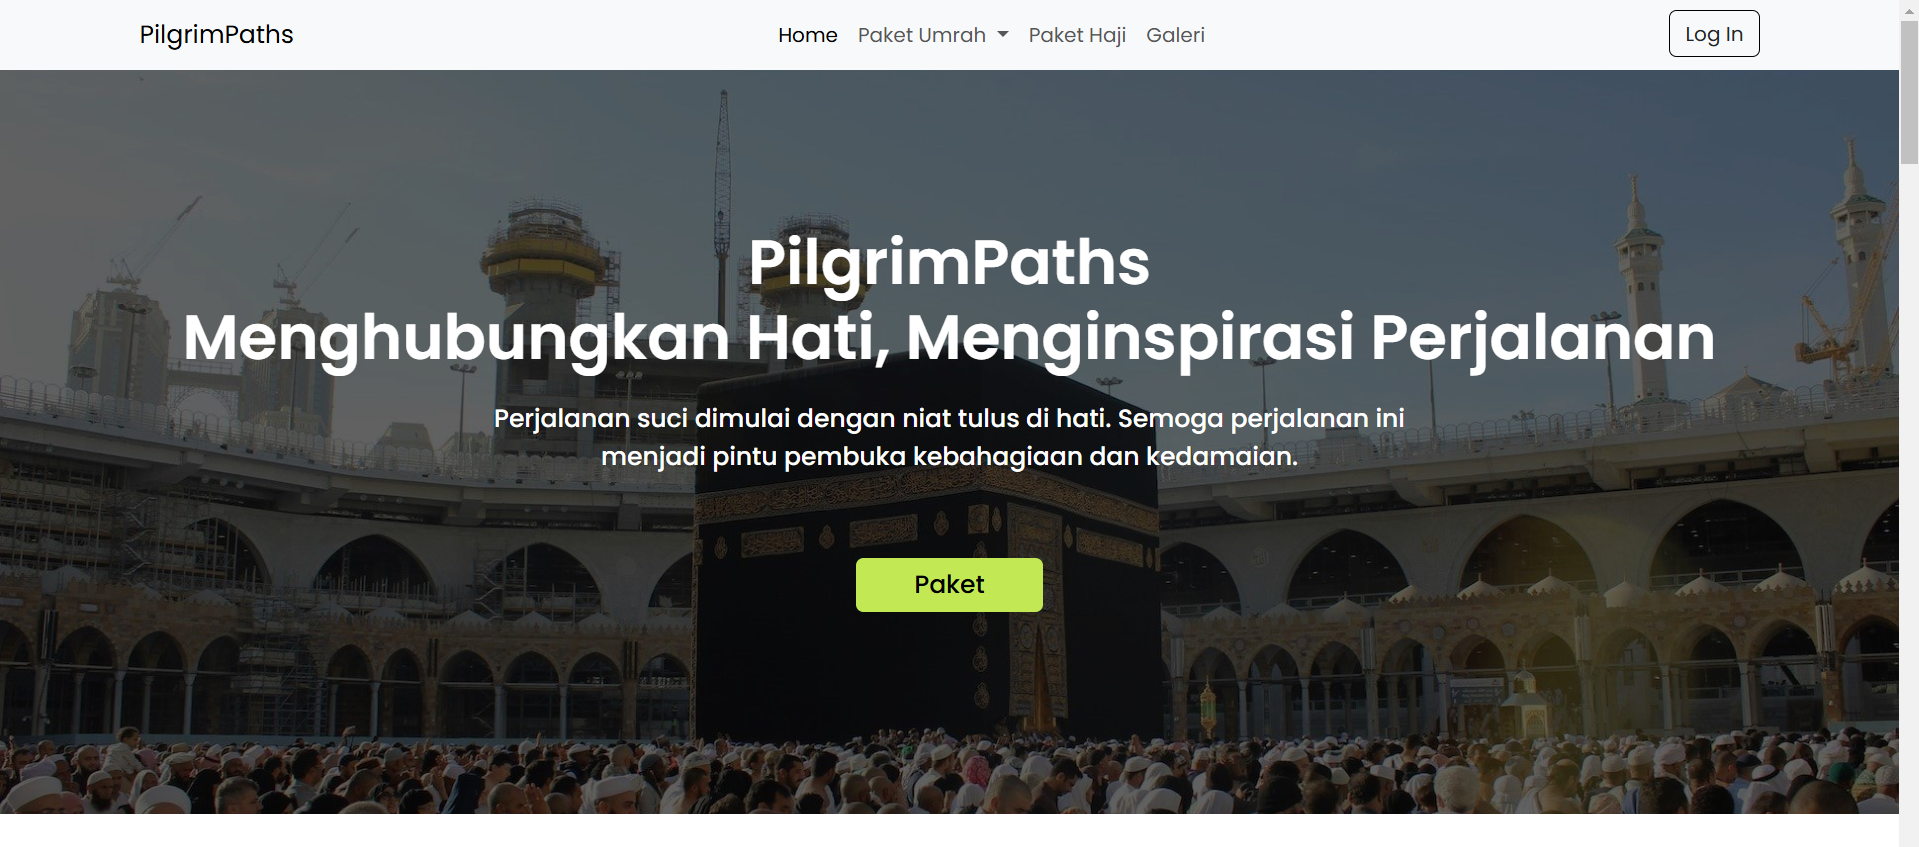 PilgrimPaths
Home Paket Umrah Paket Haji Galeri
Log In
PilgrimPaths
Menghubungkan Hati, Menginspirasi Perjalanan
Perjalanan suci dimulai dengan niat tulus di hati. Semoga perjalanan ini
menjadi pintu pembuka kebahagiaan dan kedamaian.
Paket